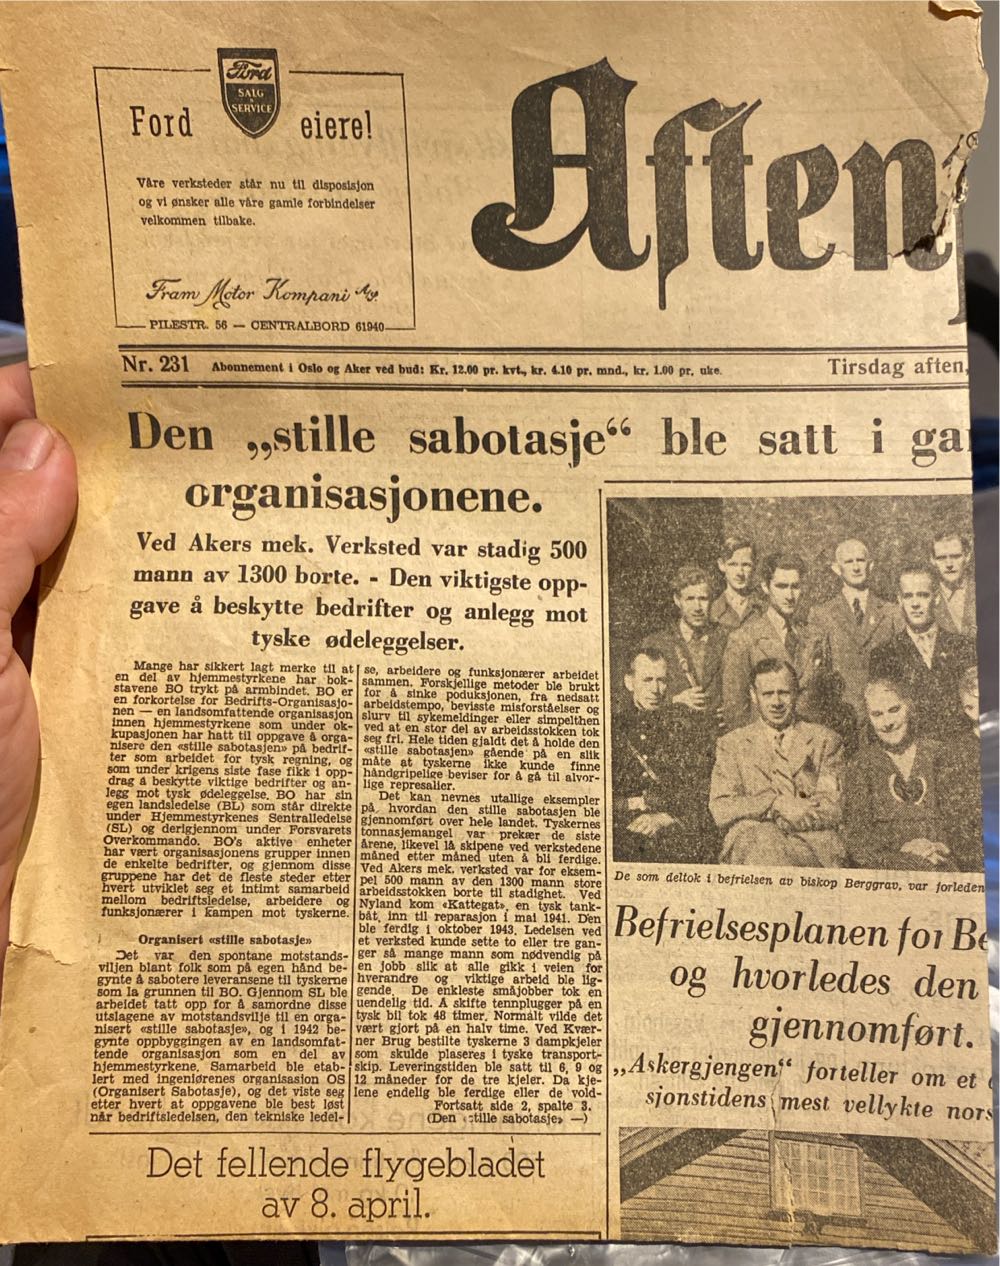 Ford
SALG
SERVICE
Ford eiere!
Våre verksteder står nu til disposisjon
og vi ønsker alle våre gamle forbindelser
velkommen tilbake.
Fram Motor Kompani A/S.
PILESTR. 56 — CENTRALBORD 61940
Aften
Nr. 231 Abonnement i Oslo og Aker ved bud: Kr. 12.00 pr. kvt., kr. 4.10 pr. mnd., kr. 1.00 pr. uke. Tirsdag aften,
Den „stille sabotasje“ ble satt i ga
organisasjonene.
Ved Akers mek. Verksted var stadig 500
mann av 1300 borte. - Den viktigste opp-
gave å beskytte bedrifter og anlegg mot
tyske ødeleggelser.
Mange har sikkert lagt merke til at
en del av hjemmestyrkene har bok-
stavene BO trykt på armbindet. BO er
en forkortelse for Bedrifts-Organisasjo-
nen — en landsomfattende organisasjon
innen hjemmestyrkene som under ok-
kupasjonen har hatt til oppgave å orga-
nisere den «stille sabotasjen» på bedrif-
ter som arbeidet for tysk regning, og
som under krigens siste fase fikk i opp-
drag å beskytte viktige bedrifter og an-
legg mot tysk ødeleggelse. BO har sin
egen landsledelse (BL) som står direkte
under Hjemmestyrkenes Sentralledelse
(SL) og derigjennom under Forsvarets
Overkommando. BO's aktive enheter
har vært organisasjonens grupper innen
de enkelte bedrifter, og gjennom disse
gruppene har det de fleste steder etter
hvert utviklet seg et intimt samarbeid
mellom bedriftsledelse, arbeidere og
funksjonærer i kampen mot tyskerne.
Organisert «stille sabotasje»
Det var den spontane motstands-
viljen blant folk som på egen hånd be-
gynte å sabotere leveransene til tyskerne
som la grunnen til BO. Gjennom SL ble
arbeidet tatt opp for å samordne disse
utslagene av motstandsvilje til en orga-
nisert «stille sabotasje», og i 1942 be-
gynte oppbyggingen av en landsomfat-
tende organisasjon som en del av
hjemmestyrkene. Samarbeid ble etab-
lert med ingeniørenes organisasjon OS
(Organisert Sabotasje), og det viste seg
etter hvert at oppgavene ble best løst
når bedriftsledelsen, den tekniske ledel-
se, arbeidere og funksjonærer arbeidet
sammen. Forskjellige metoder ble brukt
for å sinke poduksjonen, fra nedsatt
arbeidstempo, bevisste misforståelser og
slurv til sykemeldinger eller simpelthen
ved at en stor del av arbeidsstokken tok
seg fri. Hele tiden gjaldt det å holde den
«stille sabotasjen» gående på en slik
måte at tyskerne ikke kunde finne
håndgripelige beviser for å gå til alvor-
lige represalier.
Det kan nevnes utallige eksempler
på hvordan den stille sabotasjen ble
gjennomført over hele landet. Tyskernes
tonnasjemangel var prekær de siste
årene, likevel lå skipene ved verkstedene
måned etter måned uten å bli ferdige.
Ved Akers mek. verksted var for eksem-
pel 500 mann av den 1300 mann store
arbeidsstokken borte til stadighet. Ved
Nyland kom «Kattegat», en tysk tank-
båt, inn til reparasjon i mai 1941. Den
ble ferdig i oktober 1943. Ledelsen ved
et verksted kunde sette to eller tre gan-
ger så mange mann som nødvendig på
en jobb slik at alle gikk i veien for
hverandre og viktige arbeid ble lig-
gende. De enkleste småjobber tok en
uendelig tid. Å skifte tennplugger på en
tysk bil tok 48 timer. Normalt vilde det
vært gjort på en halv time. Ved Kvær-
ner Brug bestilte tyskerne 3 dampkjeler
som skulde plaseres i tyske transport-
skip. Leveringstiden ble satt til 6, 9 og
12 måneder for de tre kjeler. Da kje-
lene endelig ble ferdige eller de vold-
Fortsatt side 2, spalte 3.
(Den «stille sabotasje» —)
Det fellende flygebladet
av 8. april.
De som deltok i befrielsen av biskop Berggrav, var forleden
Befrielsesplanen for Be
og hvorledes den
gjennomført.
„Askergjengen“ forteller om et
sjonstidens mest vellykte nors